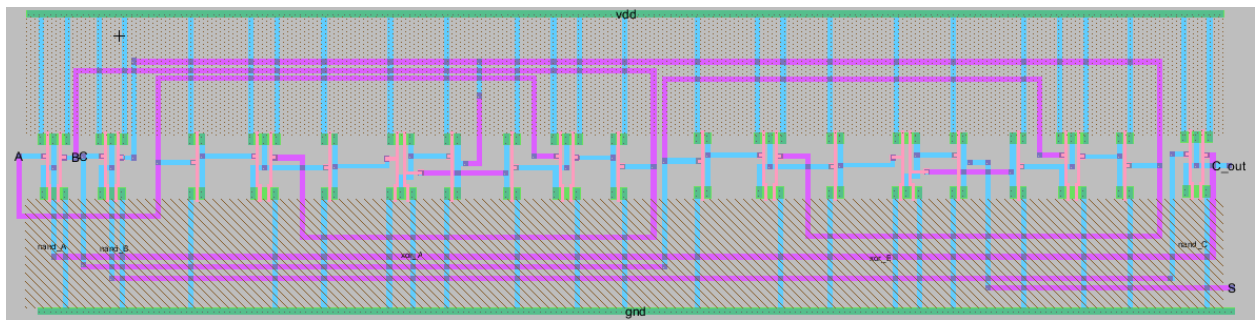 vdd
A
BC
C_out
nand_A
nand_B
xor_A
xor_B
nand_C
S
gnd